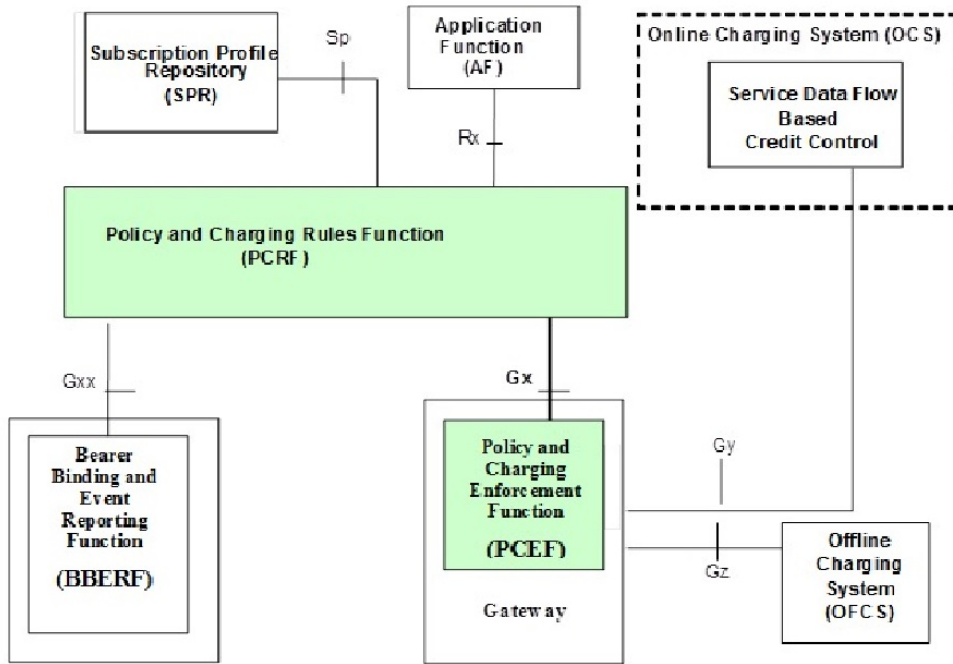 Subscription Profile
Repository
(SPR)
Sp
Application
Function
(AF)
Rx
Online Charging System (OCS)
Service Data Flow
Based
Credit Control
Policy and Charging Rules Function
(PCRF)
Gxx
Gx
Bearer
Binding and
Event
Reporting
Function
(BBERF)
Policy and
Charging
Enforcement
Function
(PCEF)
Gateway
Gy
Gz
Offline
Charging
System
(OFCS)